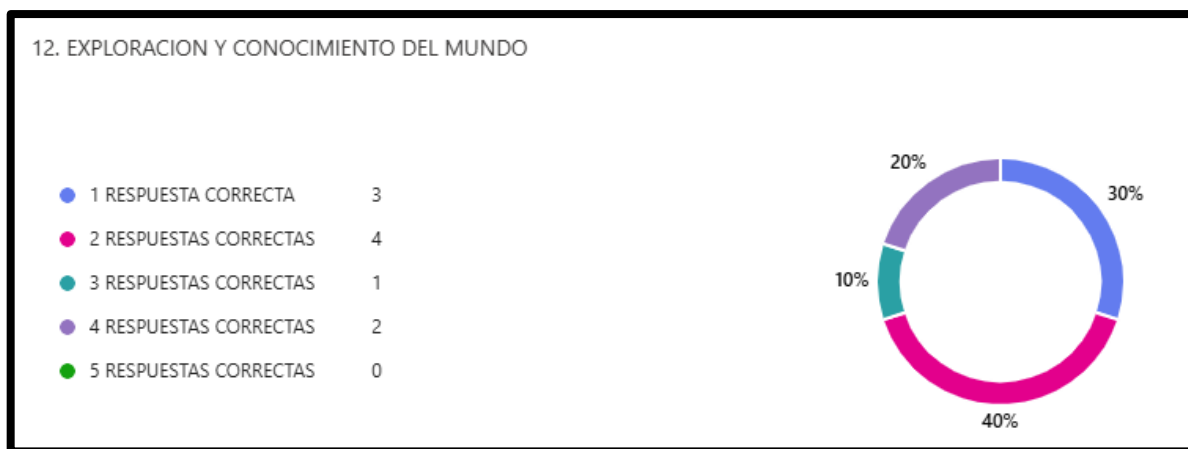 12. EXPLORACION Y CONOCIMIENTO DEL MUNDO
1 RESPUESTA CORRECTA 3
2 RESPUESTAS CORRECTAS 4
3 RESPUESTAS CORRECTAS 1
4 RESPUESTAS CORRECTAS 2
5 RESPUESTAS CORRECTAS 0
20%
30%
10%
40%